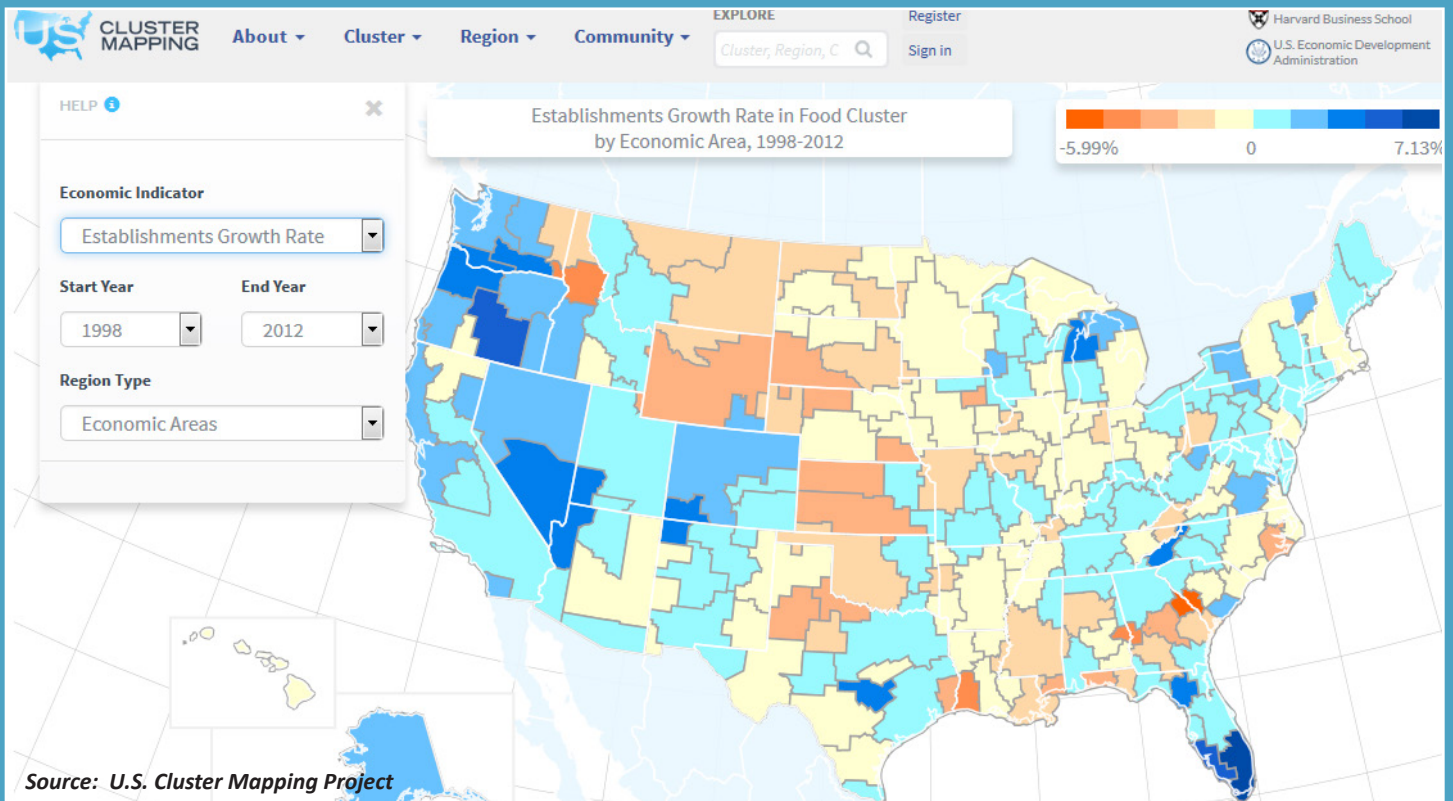 US CLUSTER
MAPPING
About
Cluster
Region
Community
EXPLORE
Cluster, Region, C
Register
Sign in
Harvard Business School
U.S. Economic Development
Administration
HELP
Economic Indicator
Establishments Growth Rate
Start Year
End Year
1998
2012
Region Type
Economic Areas
Establishments Growth Rate in Food Cluster
by Economic Area, 1998-2012
-5.99% 0 7.13%
Source: U.S. Cluster Mapping Project